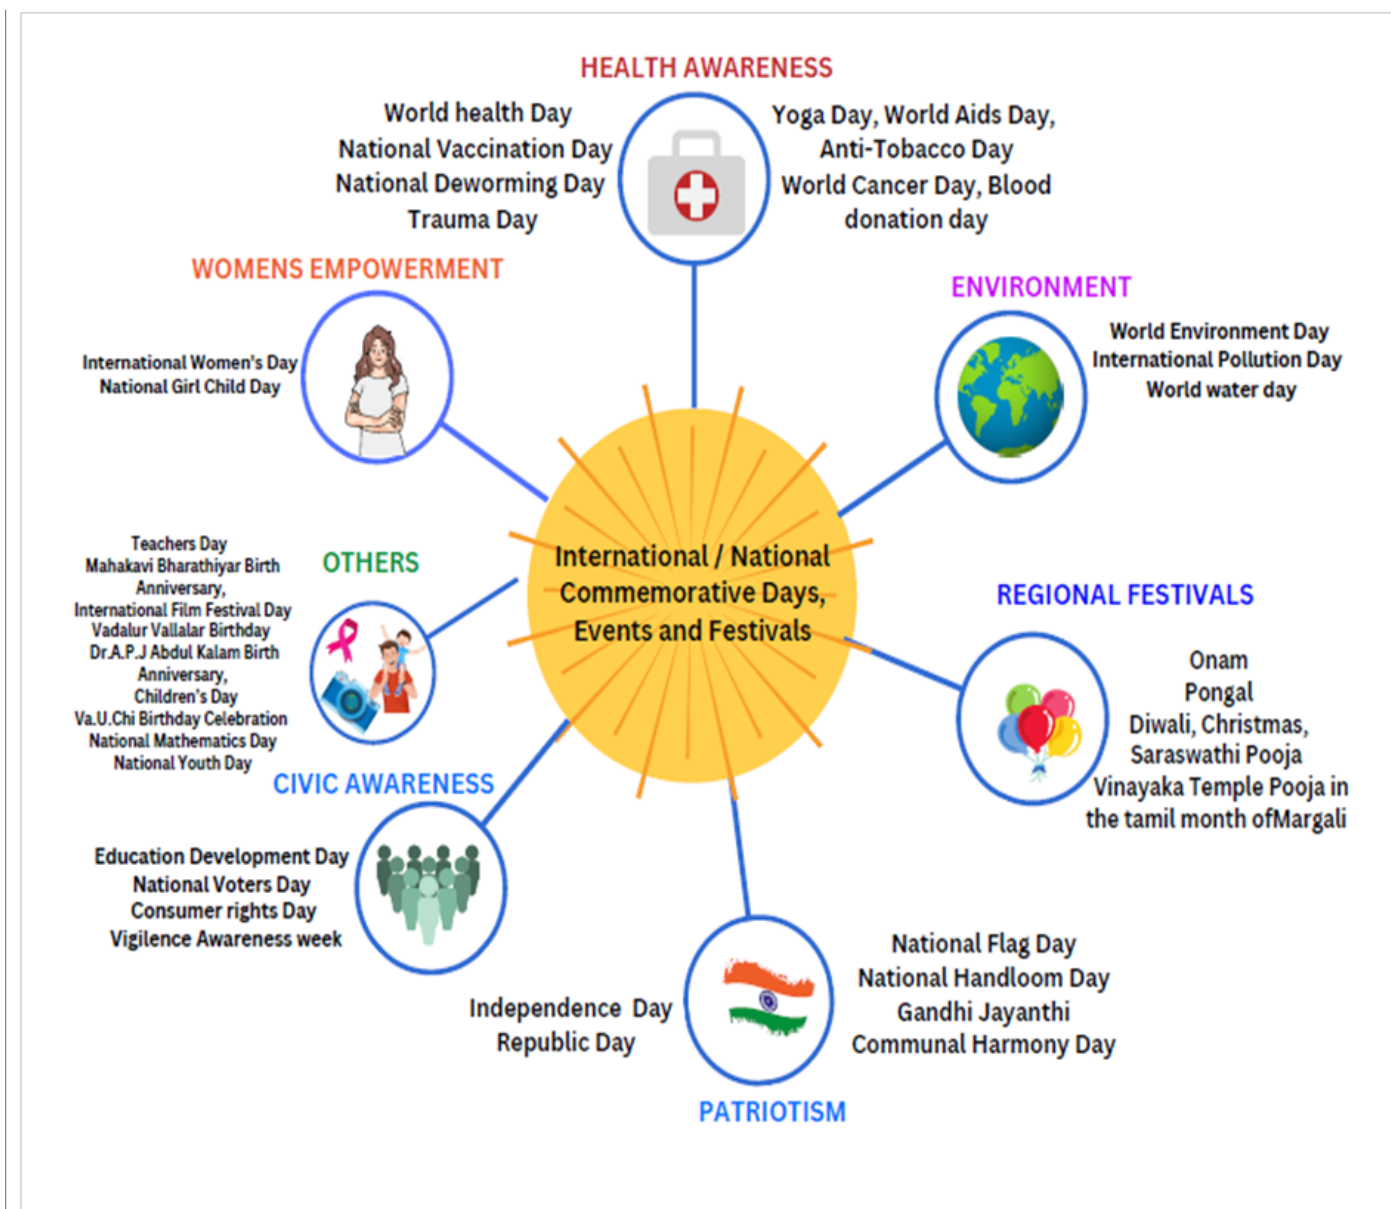 HEALTH AWARENESS
World health Day
National Vaccination Day
National Deworming Day
Trauma Day
Yoga Day, World Aids Day,
Anti-Tobacco Day
World Cancer Day, Blood
donation day
WOMENS EMPOWERMENT
International Women's Day
National Girl Child Day
ENVIRONMENT
World Environment Day
International Pollution Day
World water day
International / National
Commemorative Days,
Events and Festivals
OTHERS
Teachers Day
Mahakavi Bharathiyar Birth
Anniversary,
International Film Festival Day
Vadalur Vallalar Birthday
Dr.A.P.J Abdul Kalam Birth
Anniversary,
Children's Day
Va.U.Chi Birthday Celebration
National Mathematics Day
National Youth Day
REGIONAL FESTIVALS
Onam
Pongal
Diwali, Christmas,
Saraswathi Pooja
Vinayaka Temple Pooja in
the tamil month ofMargali
CIVIC AWARENESS
Education Development Day
National Voters Day
Consumer rights Day
Vigilence Awareness week
Independence Day
Republic Day
National Flag Day
National Handloom Day
Gandhi Jayanthi
Communal Harmony Day
PATRIOTISM